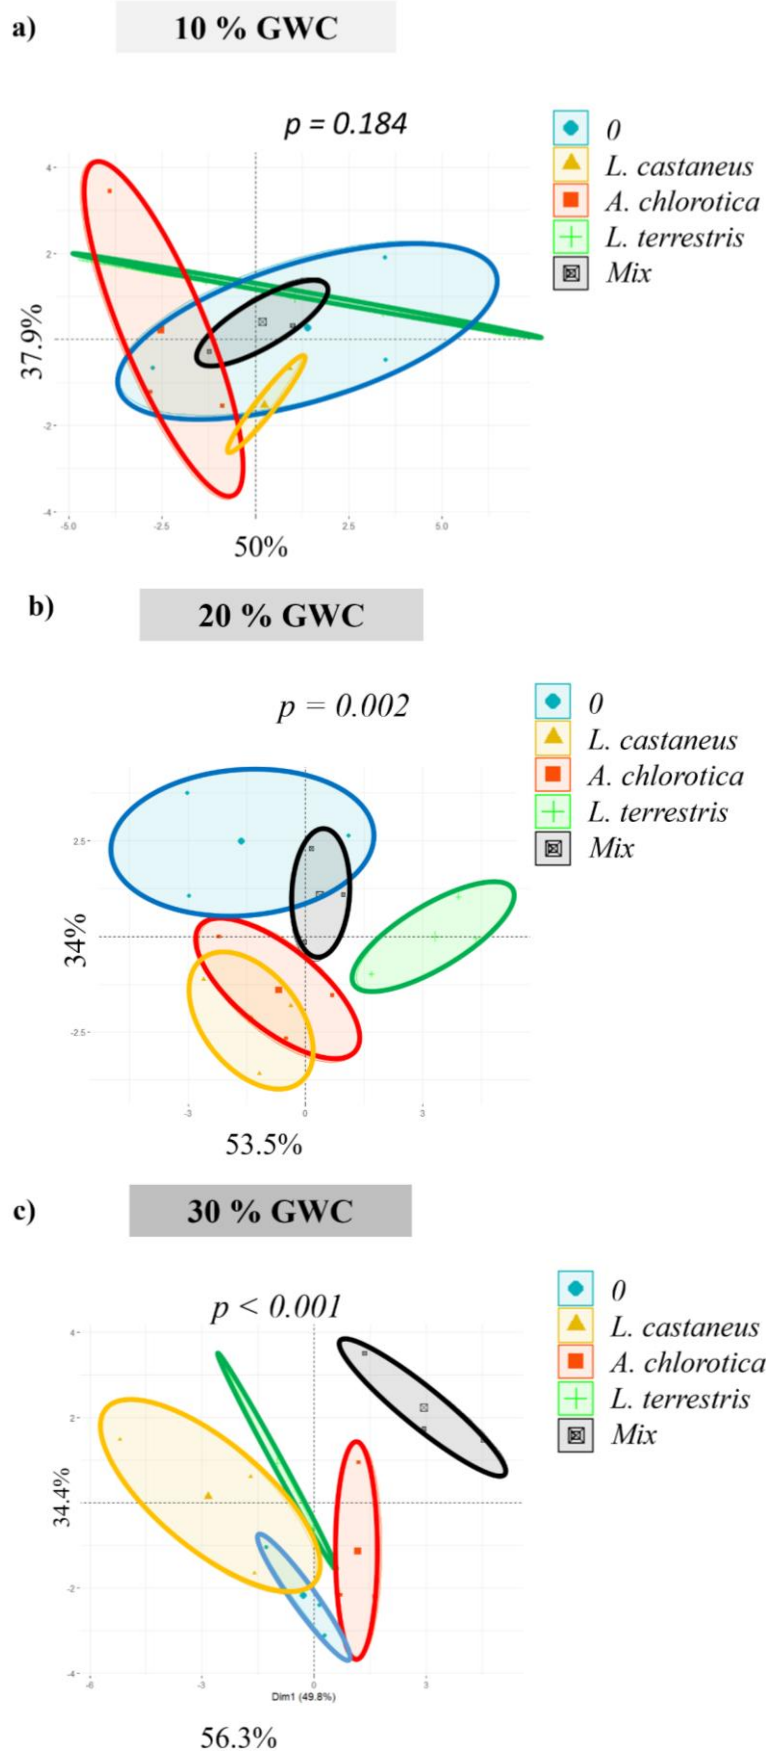 a)
10 % GWC
p = 0.184
0
L. castaneus
A. chlorotica
L. terrestris
Mix
37.9%
4
2
-2
-4
-5.0
-2.5
2.5
5.0
50%
b)
20 % GWC
p = 0.002
0
L. castaneus
A. chlorotica
L. terrestris
Mix
34%
2.5
-2.5
-3
0
3
53.5%
c)
30 % GWC
p < 0.001
0
L. castaneus
A. chlorotica
L. terrestris
Mix
34.4%
4
2
-2
-4
-6
-3
0
3
Dim1 (49.8%)
56.3%